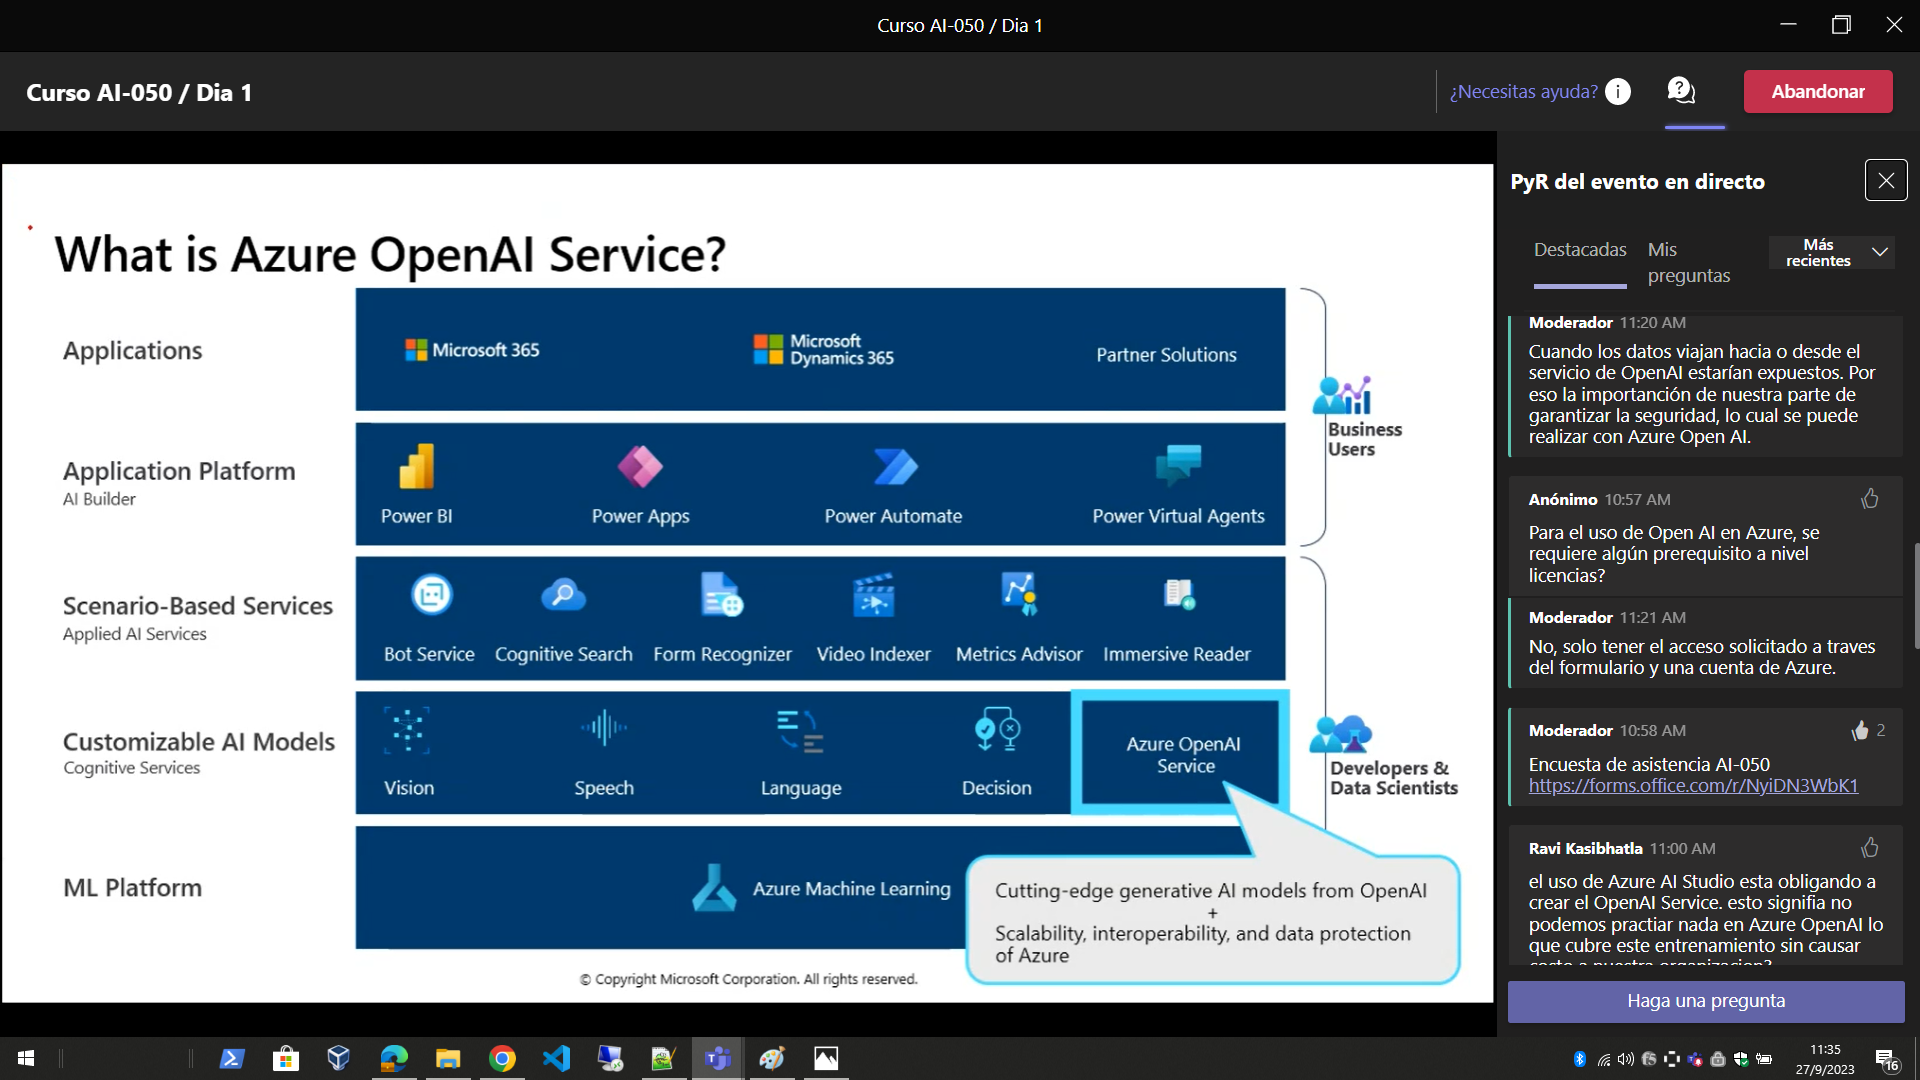 Curso AI-050 / Dia 1
Curso AI-050 / Dia 1
¿Necesitas ayuda?
Abandonar
What is Azure OpenAI Service?
Applications
Microsoft 365
Microsoft
Dynamics 365
Partner Solutions
Business
Users
Application Platform
AI Builder
Power BI
Power Apps
Power Automate
Power Virtual Agents
Scenario-Based Services
Applied AI Services
Bot Service
Cognitive Search
Form Recognizer
Video Indexer
Metrics Advisor
Immersive Reader
Customizable AI Models
Cognitive Services
Vision
Speech
Language
Decision
Azure OpenAI
Service
Developers &
Data Scientists
ML Platform
Azure Machine Learning
Cutting-edge generative AI models from OpenAI
+
Scalability, interoperability, and data protection
of Azure
© Copyright Microsoft Corporation. All rights reserved.
PyR del evento en directo
Destacadas
Mis
preguntas
Más
recientes
Moderador 11:20 AM
Cuando los datos viajan hacia o desde el
servicio de OpenAI estarían expuestos. Por
eso la importanción de nuestra parte de
garantizar la seguridad, lo cual se puede
realizar con Azure Open AI.
Anónimo 10:57 AM
Para el uso de Open AI en Azure, se
requiere algún prerequisito a nivel
licencias?
Moderador 11:21 AM
No, solo tener el acceso solicitado a traves
del formulario y una cuenta de Azure.
Moderador 10:58 AM
2
Encuesta de asistencia AI-050
https://forms.office.com/r/NyiDN3WbK1
Ravi Kasibhatla 11:00 AM
el uso de Azure AI Studio esta obligando a
crear el OpenAI Service. esto signifia no
podemos practiar nada en Azure OpenAI lo
que cubre este entrenamiento sin causar
costo a nuestra organizacion?
Haga una pregunta
11:35
27/9/2023
16